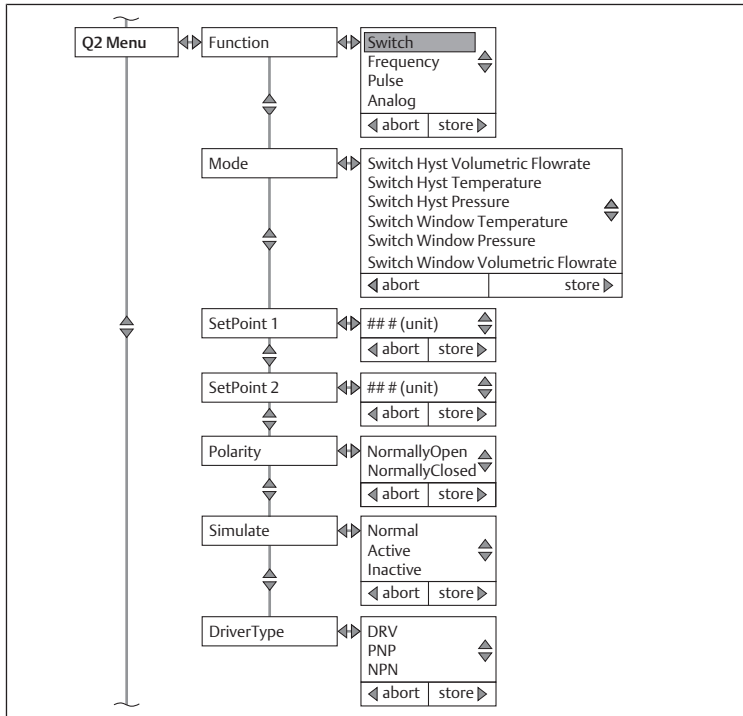 Q2 Menu
Function
Switch
Frequency
Pulse
Analog
abort store
Mode
Switch Hyst Volumetric Flowrate
Switch Hyst Temperature
Switch Hyst Pressure
Switch Window Temperature
Switch Window Pressure
Switch Window Volumetric Flowrate
abort store
SetPoint 1
## # (unit)
abort store
SetPoint 2
## # (unit)
abort store
Polarity
NormallyOpen
NormallyClosed
abort store
Simulate
Normal
Active
Inactive
abort store
DriverType
DRV
PNP
NPN
abort store